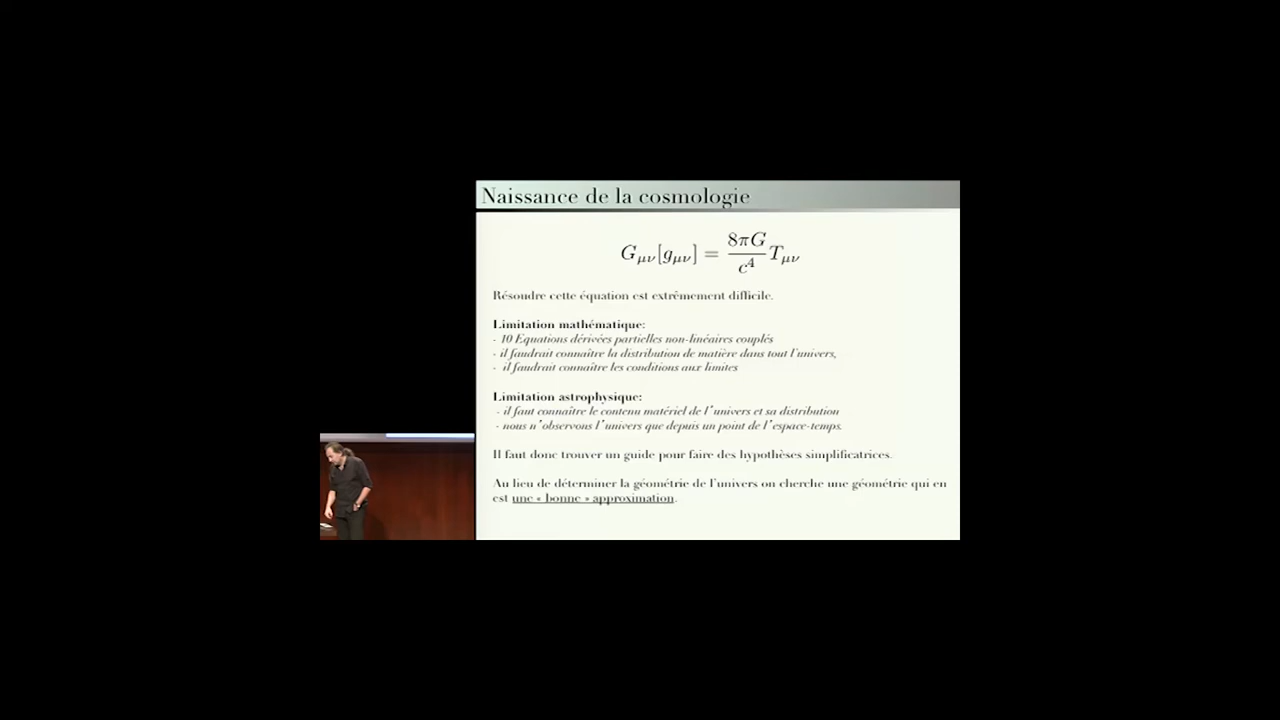 Naissance de la cosmologie
G_{μν}[g_{μν}] = \frac{8πG}{c^4} T_{μν}
Résoudre cette équation est extrêmement difficile.
Limitation mathématique:
- 10 Equations dérivées partielles non-linéaires couplés
- il faudrait connaître la distribution de matière dans tout l'univers,
- il faudrait connaître les conditions aux limites
Limitation astrophysique:
- il faut connaître le contenu matériel de l'univers et sa distribution
- nous n'observons l'univers que depuis un point de l'espace-temps.
Il faut donc trouver un guide pour faire des hypothèses simplificatrices.
Au lieu de déterminer la géométrie de l'univers on cherche une géométrie qui en
est une « bonne » approximation.